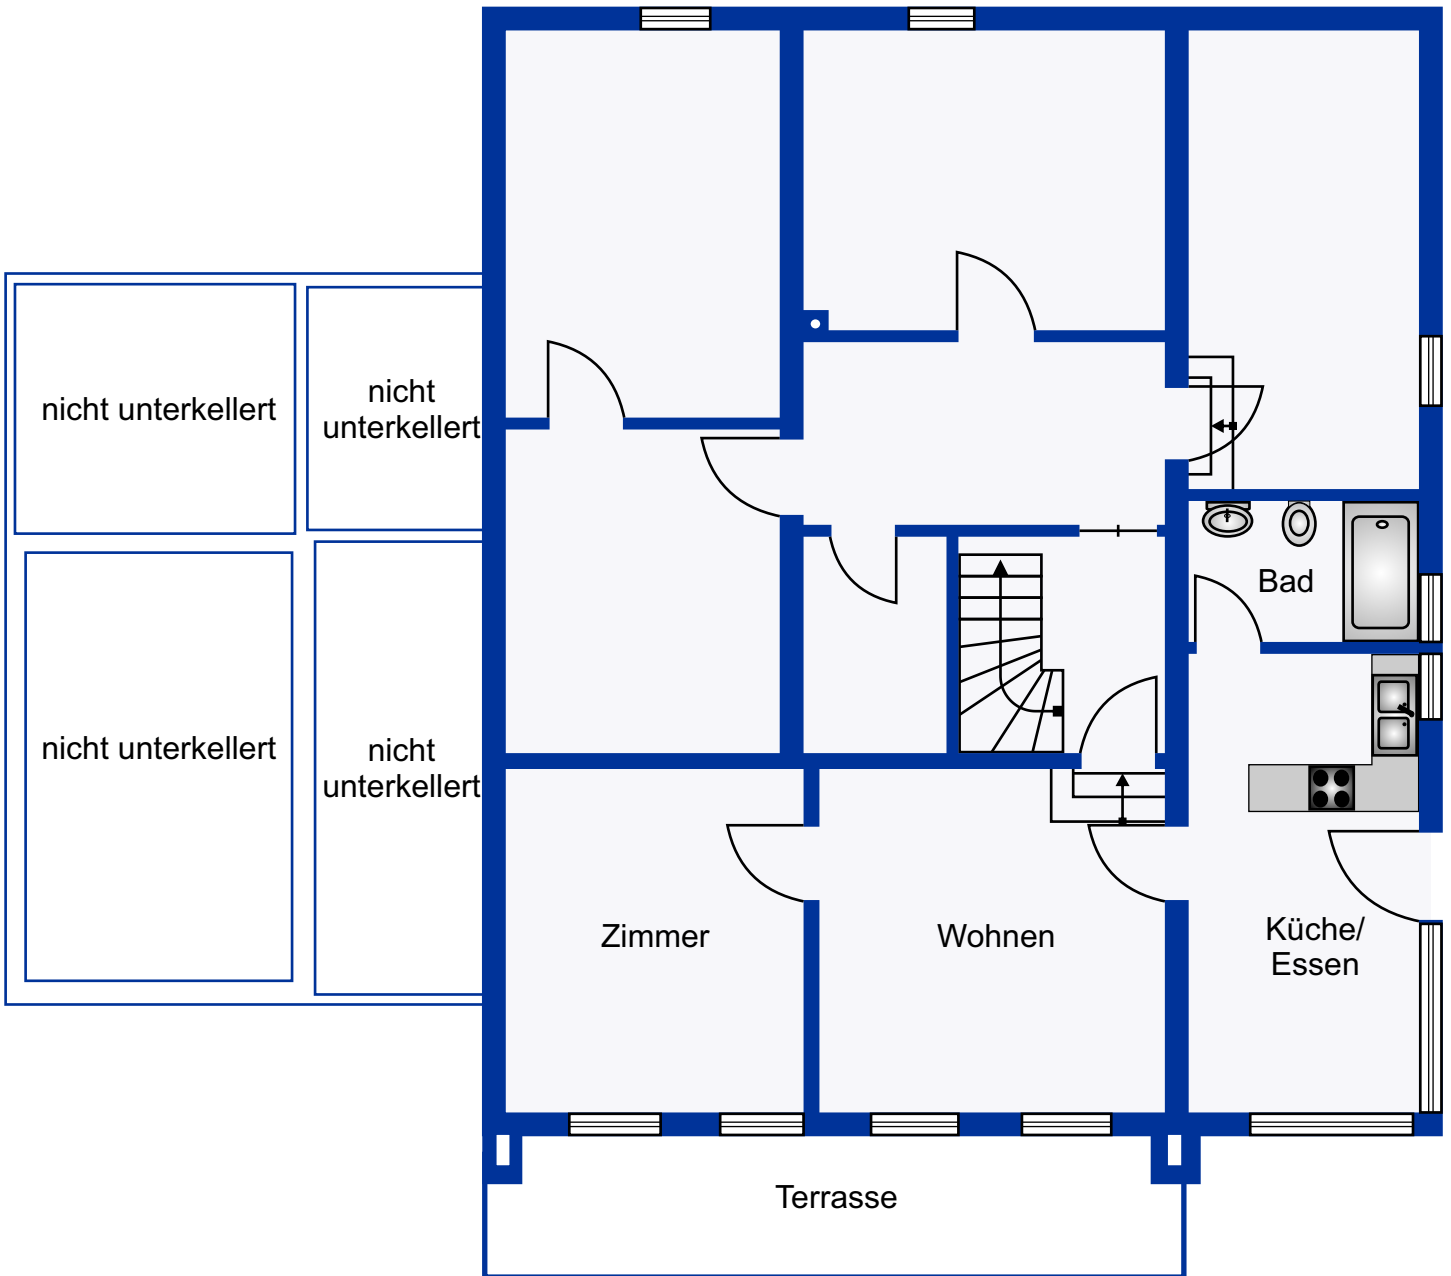 nicht unterkellert
nicht
unterkellert
Bad
nicht unterkellert
nicht
unterkellert
Zimmer
Wohnen
Küche/
Essen
Terrasse